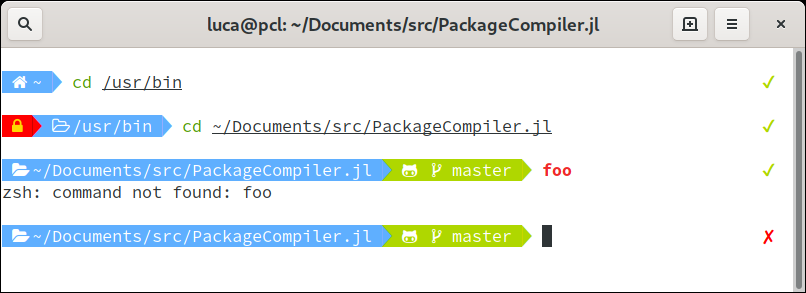 luca@pcl: ~/Documents/src/PackageCompiler.jl
~ cd /usr/bin ✓
/usr/bin cd ~/Documents/src/PackageCompiler.jl ✓
~/Documents/src/PackageCompiler.jl master foo ✓
zsh: command not found: foo
~/Documents/src/PackageCompiler.jl master ✗